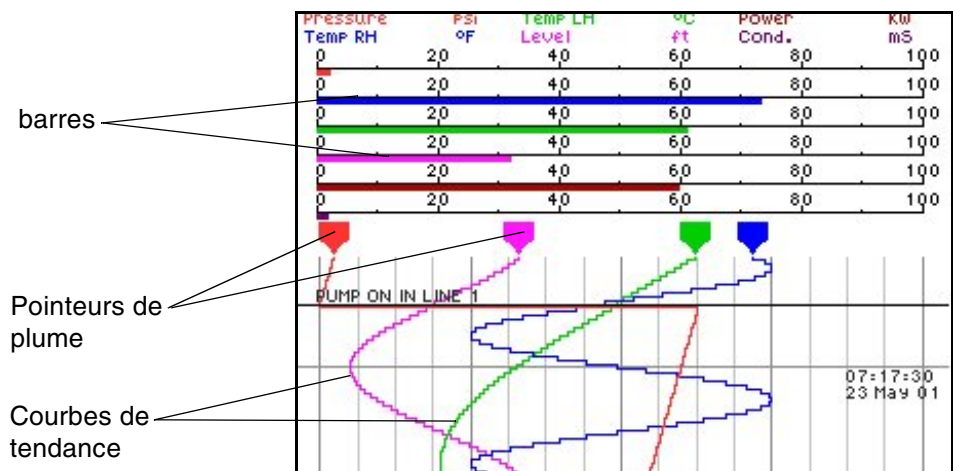 Pressure PSI Temp LH ºC Power KW
Temp RH ºF Level ft Cond. mS
0 20 40 60 80 100
0 20 40 60 80 100
barres
0 20 40 60 80 100
0 20 40 60 80 100
0 20 40 60 80 100
0 20 40 60 80 100
Pointeurs de
plume
PUMP ON IN LINE 1
07:17:30
23 May 01
Courbes de
tendance